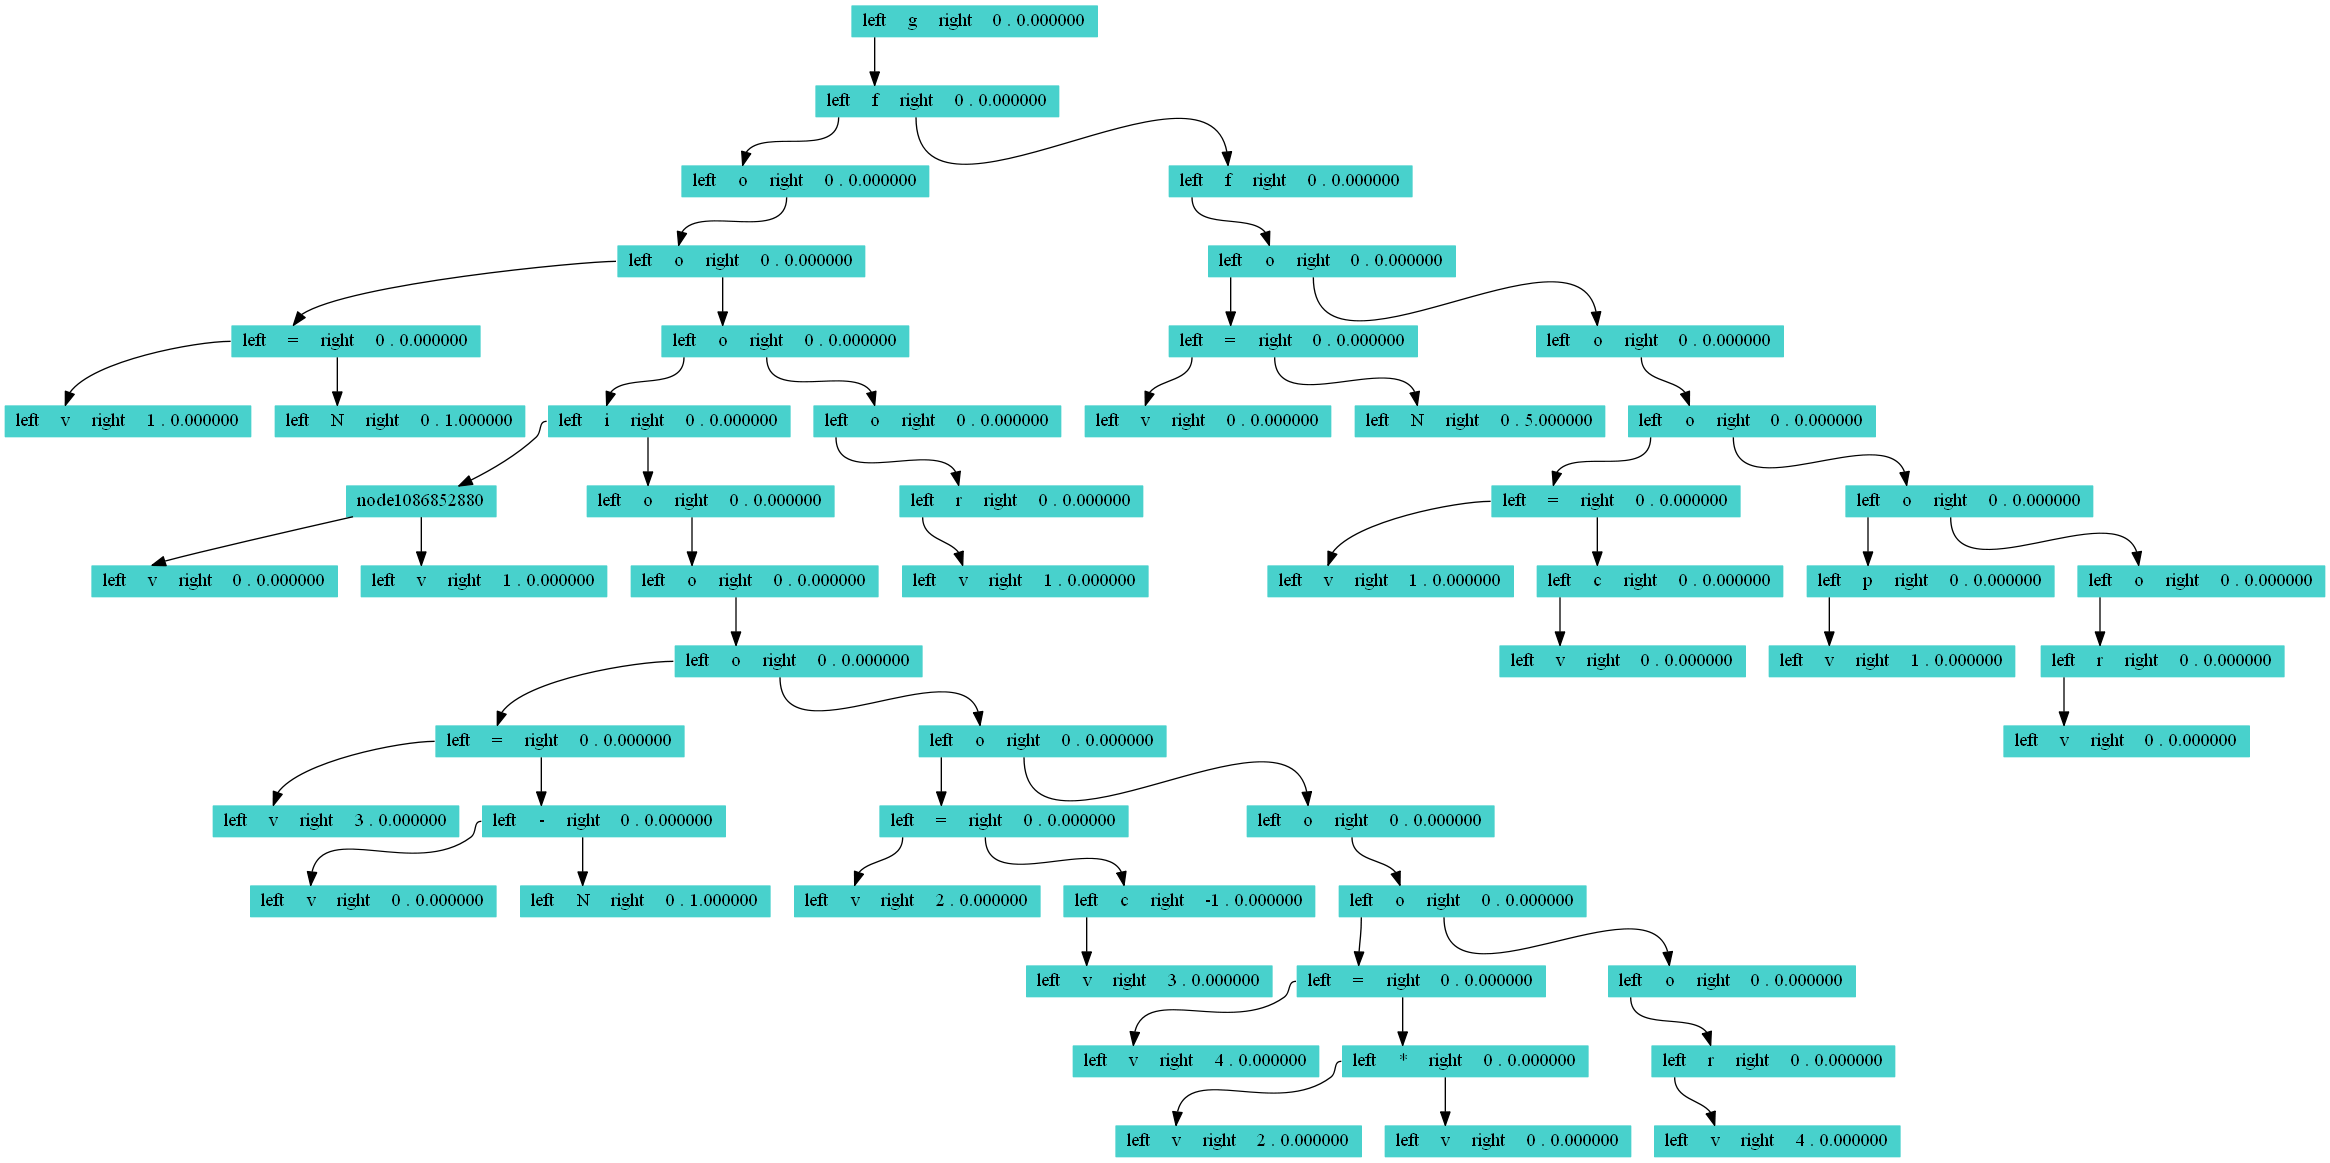 left g right 0 . 0.000000
left f right 0 . 0.000000
left o right 0 . 0.000000
left f right 0 . 0.000000
left o right 0 . 0.000000
left o right 0 . 0.000000
left = right 0 . 0.000000
left o right 0 . 0.000000
left = right 0 . 0.000000
left o right 0 . 0.000000
left v right 1 . 0.000000
left N right 0 . 1.000000
left i right 0 . 0.000000
left o right 0 . 0.000000
left v right 0 . 0.000000
left N right 0 . 5.000000
left o right 0 . 0.000000
node1086852880
left o right 0 . 0.000000
left r right 0 . 0.000000
left = right 0 . 0.000000
left o right 0 . 0.000000
left v right 0 . 0.000000
left v right 1 . 0.000000
left o right 0 . 0.000000
left v right 1 . 0.000000
left v right 1 . 0.000000
left c right 0 . 0.000000
left p right 0 . 0.000000
left o right 0 . 0.000000
left o right 0 . 0.000000
left v right 0 . 0.000000
left v right 1 . 0.000000
left r right 0 . 0.000000
left = right 0 . 0.000000
left o right 0 . 0.000000
left v right 0 . 0.000000
left v right 3 . 0.000000
left - right 0 . 0.000000
left = right 0 . 0.000000
left o right 0 . 0.000000
left v right 0 . 0.000000
left N right 0 . 1.000000
left v right 2 . 0.000000
left c right -1 . 0.000000
left o right 0 . 0.000000
left v right 3 . 0.000000
left = right 0 . 0.000000
left o right 0 . 0.000000
left v right 4 . 0.000000
left * right 0 . 0.000000
left r right 0 . 0.000000
left v right 2 . 0.000000
left v right 0 . 0.000000
left v right 4 . 0.000000